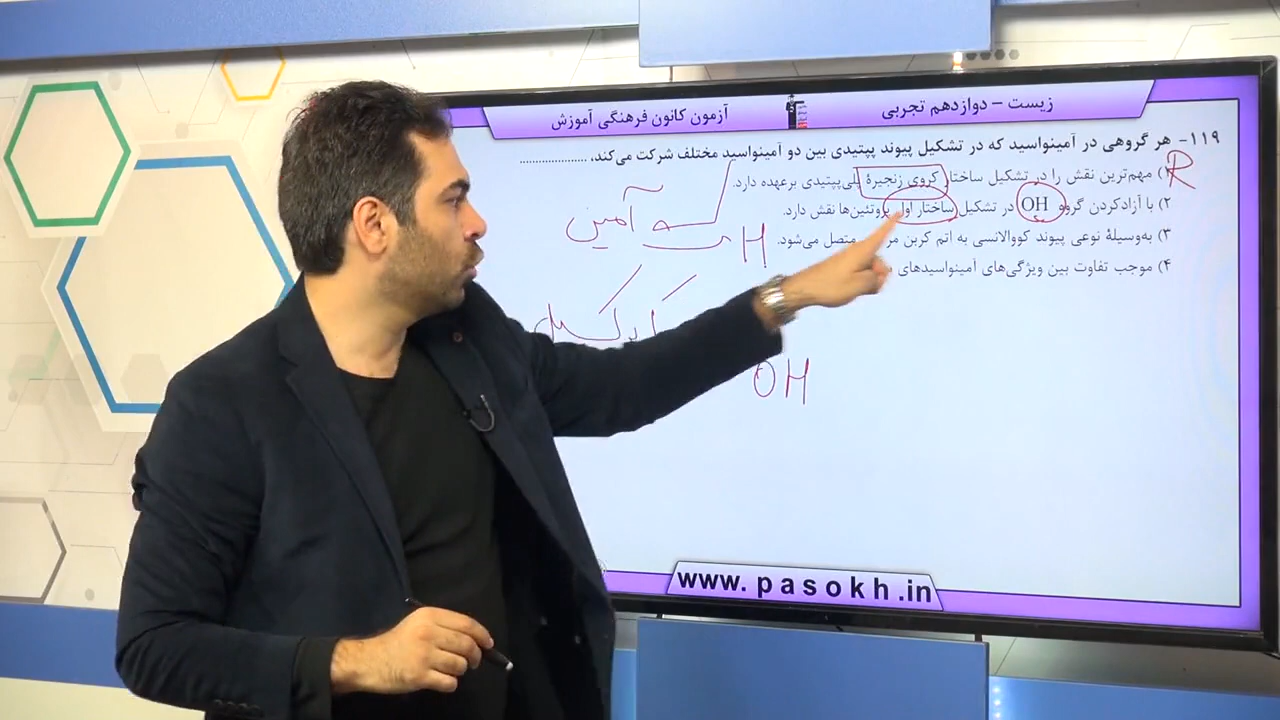 زیست - دوازدهم تجربی
آزمون کانون فرهنگی آموزش
۱۱۹- هر گروهی در آمینواسید که در تشکیل پیوند پپتیدی بین دو آمینواسید مختلف شرکت می‌کند، ....................
۱) مهم‌ترین نقش را در تشکیل ساختار کروی زنجیرهٔ پلی‌پپتیدی برعهده دارد.
R
۲) با آزادکردن گروه OH در تشکیل ساختار اول پروتئین‌ها نقش دارد.
۳) به‌وسیلهٔ نوعی پیوند کووالانسی به اتم کربن متصل می‌شود.
۴) موجب تفاوت بین ویژگی‌های آمینواسیدهای
آمین
H
OH
www.pasokh.in